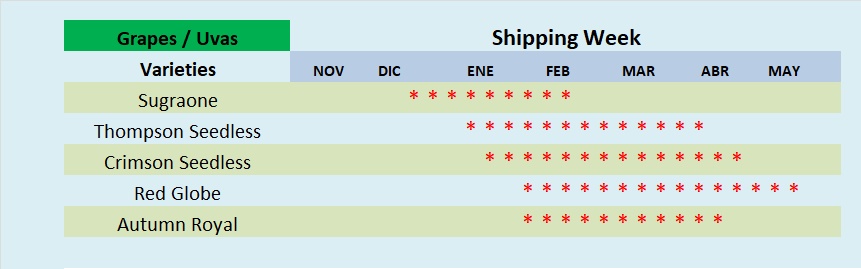 Grapes / Uvas Shipping Week
Varieties NOV DIC ENE FEB MAR ABR MAY
Sugraone * * * * * * * * *
Thompson Seedless * * * * * * * * * * * * *
Crimson Seedless * * * * * * * * * * * * * *
Red Globe * * * * * * * * * * * * * * *
Autumn Royal * * * * * * * * * * *